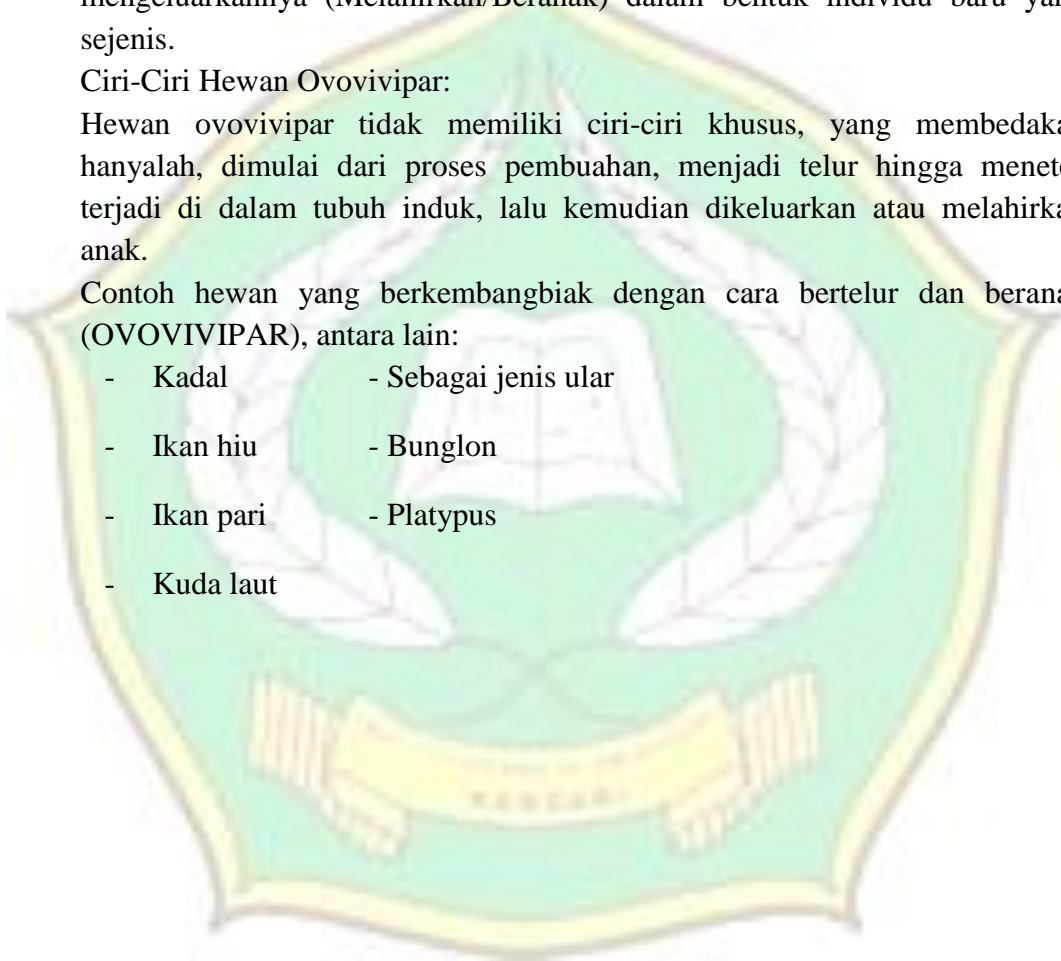 mengeluarkannya (Melahirkan/Beranak) dalam bentuk individu baru yan
sejenis.
Ciri-Ciri Hewan Ovovivipar:
Hewan ovovivipar tidak memiliki ciri-ciri khusus, yang membedaka
hanyalah, dimulai dari proses pembuahan, menjadi telur hingga menete
terjadi di dalam tubuh induk, lalu kemudian dikeluarkan atau melahirka
anak.
Contoh hewan yang berkembangbiak dengan cara bertelur dan berana
(OVOVIVIPAR), antara lain:
- Kadal - Sebagai jenis ular
- Ikan hiu - Bunglon
- Ikan pari - Platypus
- Kuda laut